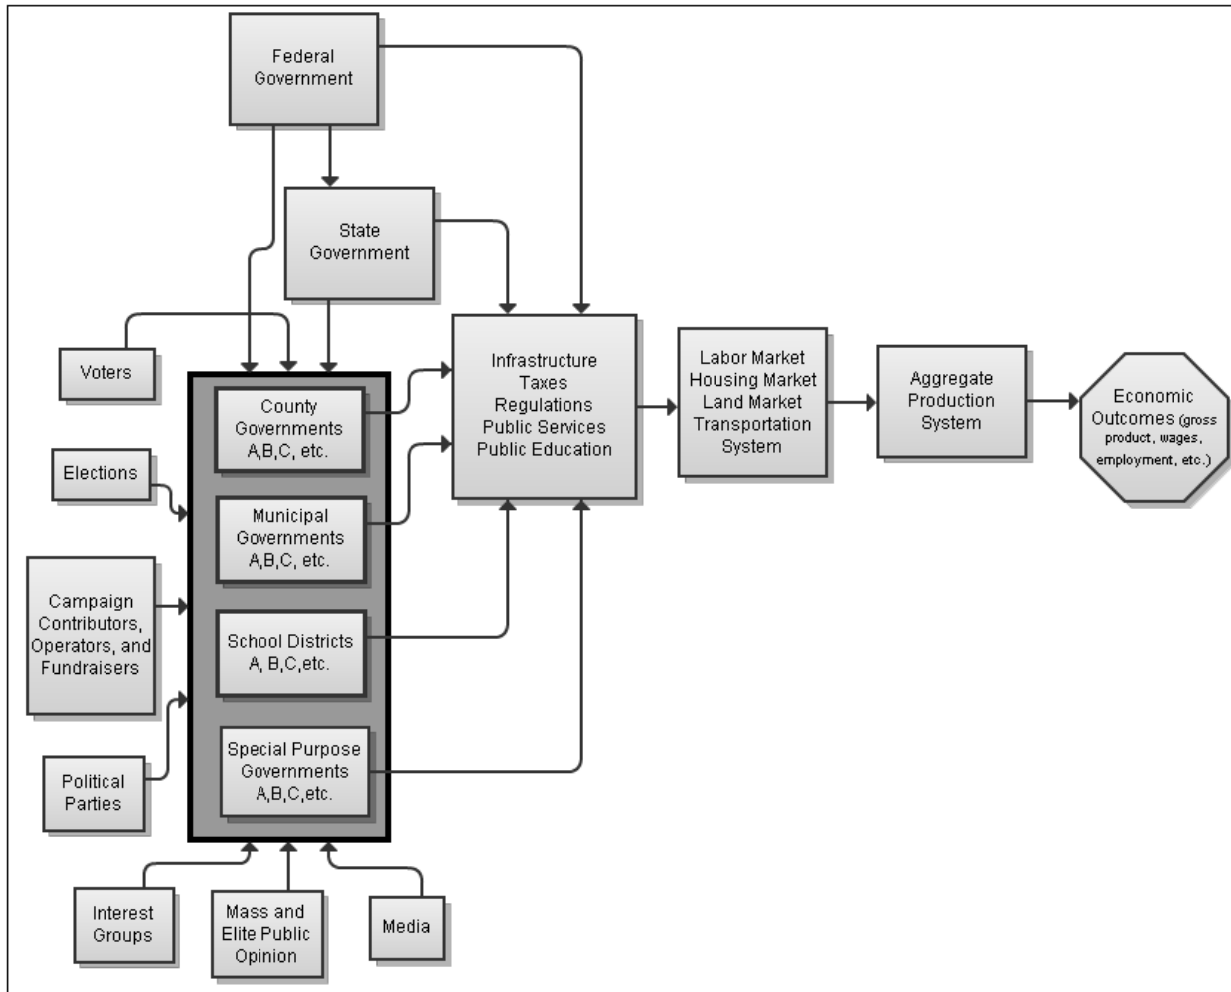 Federal
Government
State
Government
Voters
Elections
Campaign
Contributors,
Operators, and
Fundraisers
Political
Parties
County
Governments
A,B,C, etc.
Municipal
Governments
A,B,C, etc.
School Districts
A, B,C,etc.
Special Purpose
Governments
A,B,C,etc.
Interest
Groups
Mass and
Elite Public
Opinion
Media
Infrastructure
Taxes
Regulations
Public Services
Public Education
Labor Market
Housing Market
Land Market
Transportation
System
Aggregate
Production
System
Economic
Outcomes (gross
product, wages,
employment, etc.)